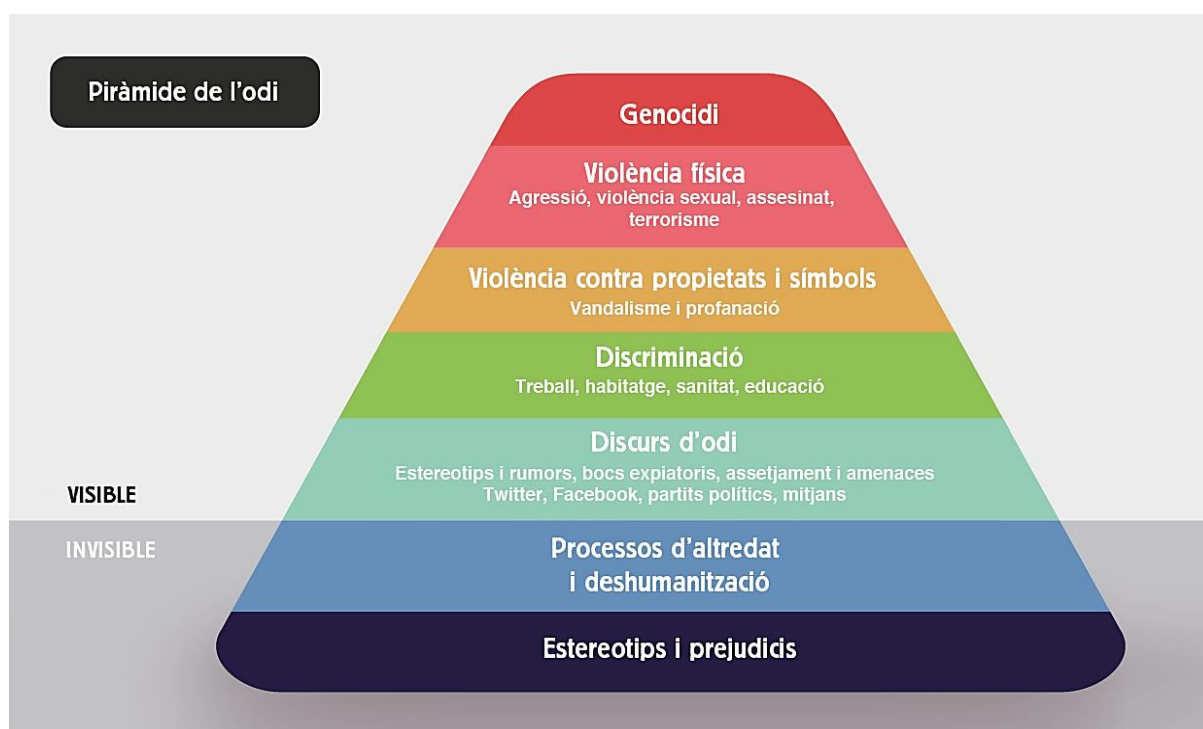 Piràmide de l'odi
Genocidi
Violència física
Agressió, violència sexual, assesinat,
terrorisme
Violència contra propietats i símbols
Vandalisme i profanació
Discriminació
Treball, habitatge, sanitat, educació
Discurs d'odi
Estereotips i rumors, bocs expiatoris, assetjament i amenaces
Twitter, Facebook, partits polítics, mitjans
VISIBLE
INVISIBLE
Processos d'altredat
i deshumanització
Estereotips i prejudicis